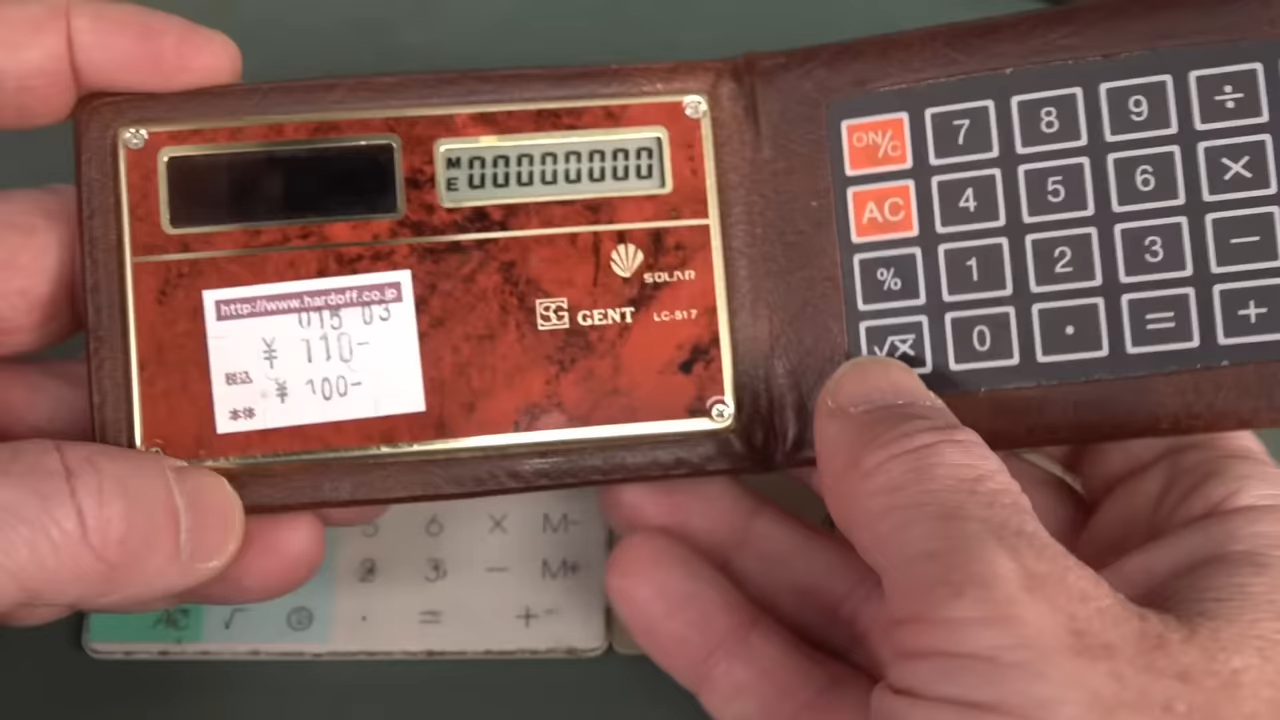 M
E 00000000
SOLAR
SG GENT LC-517
http://www.hardoff.co.jp
015 03
¥ 110-
税込
¥ 100-
本体
ON/C 7 8 9 ÷
AC 4 5 6 ×
% 1 2 3 −
√x 0 · = +
6 × M-
3 − M+
AC √ · = +